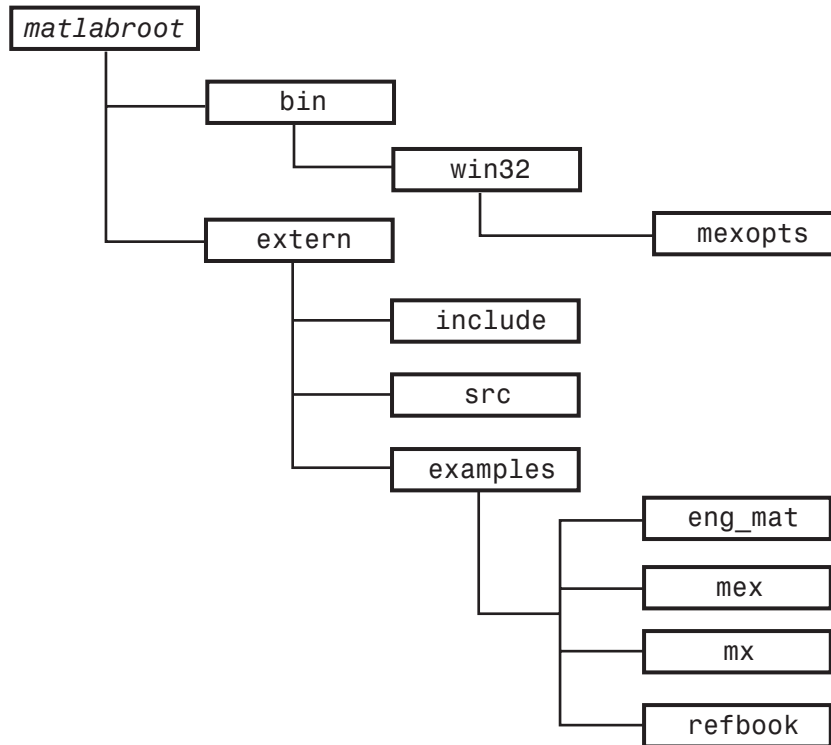 matlabroot
bin
win32
mexopts
extern
include
src
examples
eng_mat
mex
mx
refbook